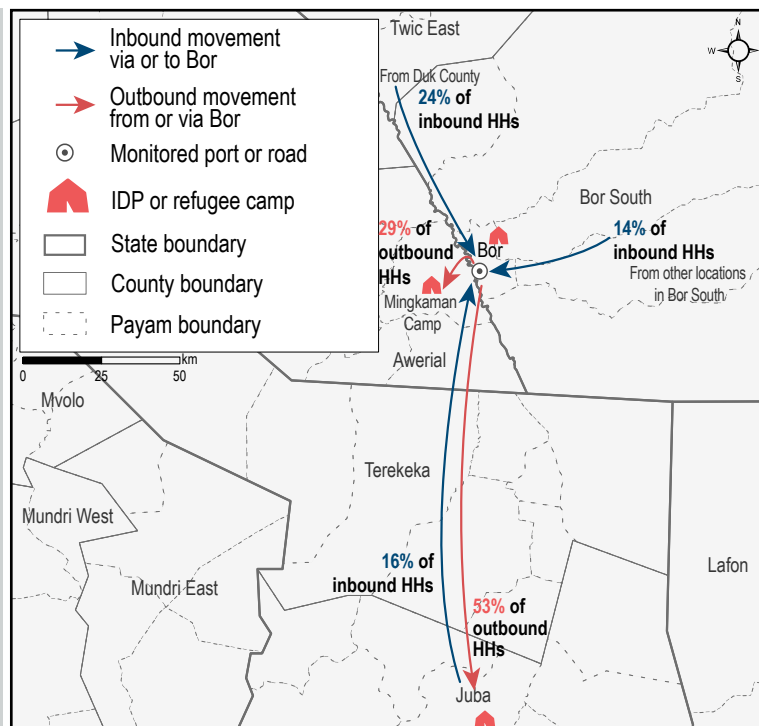 Inbound movement
via or to Bor
Outbound movement
from or via Bor
Monitored port or road
IDP or refugee camp
State boundary
County boundary
Payam boundary
km
0 25 50
Twic East
N
W
E
S
From Duk County
24% of
inbound HHs
Bor South
29% of
outbound
HHs
Bor
14% of
inbound HHs
From other locations
in Bor South
Mingkaman
Camp
Awerial
Mvolo
Terekeka
Mundri West
Mundri East
Lafon
16% of
inbound HHs
53% of
outbound
HHs
Juba